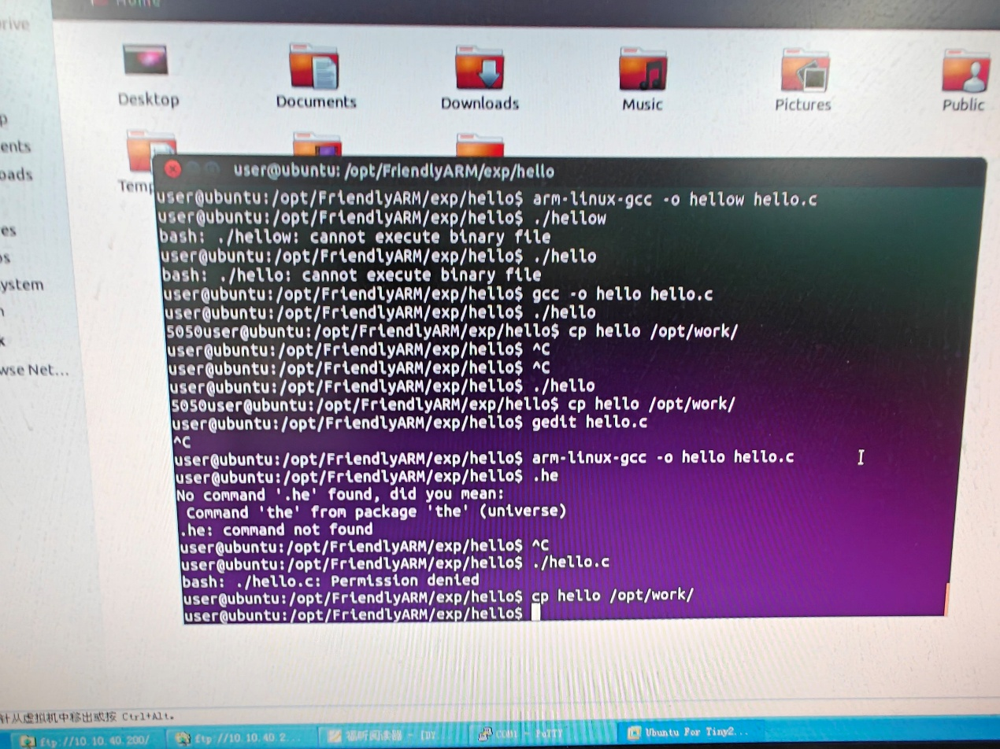 Home
rive
Desktop
Documents
Downloads
Music
Pictures
Public
p
ents
oads
Temp
es
os
ystem
n
k
wse Net...
user@ubuntu: /opt/FriendlyARM/exp/hello
user@ubuntu:/opt/FriendlyARM/exp/hello$ arm-linux-gcc -o hellow hello.c
user@ubuntu:/opt/FriendlyARM/exp/hello$ ./hellow
bash: ./hellow: cannot execute binary file
user@ubuntu:/opt/FriendlyARM/exp/hello$ ./hello
bash: ./hello: cannot execute binary file
user@ubuntu:/opt/FriendlyARM/exp/hello$ gcc -o hello hello.c
user@ubuntu:/opt/FriendlyARM/exp/hello$ ./hello
5050user@ubuntu:/opt/FriendlyARM/exp/hello$ cp hello /opt/work/
user@ubuntu:/opt/FriendlyARM/exp/hello$ ^C
user@ubuntu:/opt/FriendlyARM/exp/hello$ ^C
user@ubuntu:/opt/FriendlyARM/exp/hello$ ./hello
5050user@ubuntu:/opt/FriendlyARM/exp/hello$ cp hello /opt/work/
user@ubuntu:/opt/FriendlyARM/exp/hello$ gedit hello.c
^C
user@ubuntu:/opt/FriendlyARM/exp/hello$ arm-linux-gcc -o hello hello.c
user@ubuntu:/opt/FriendlyARM/exp/hello$ .he
No command '.he' found, did you mean:
Command 'the' from package 'the' (universe)
.he: command not found
user@ubuntu:/opt/FriendlyARM/exp/hello$ ^C
user@ubuntu:/opt/FriendlyARM/exp/hello$ ./hello.c
bash: ./hello.c: Permission denied
user@ubuntu:/opt/FriendlyARM/exp/hello$ cp hello /opt/work/
user@ubuntu:/opt/FriendlyARM/exp/hello$
针从虚拟机中移出或按 Ctrl+Alt。
ftp://10.10.40.200/
ftp://10.10.40.2...
福昕阅读器 - [DY...
COM1 - PuTTY
Ubuntu For Tiny2...